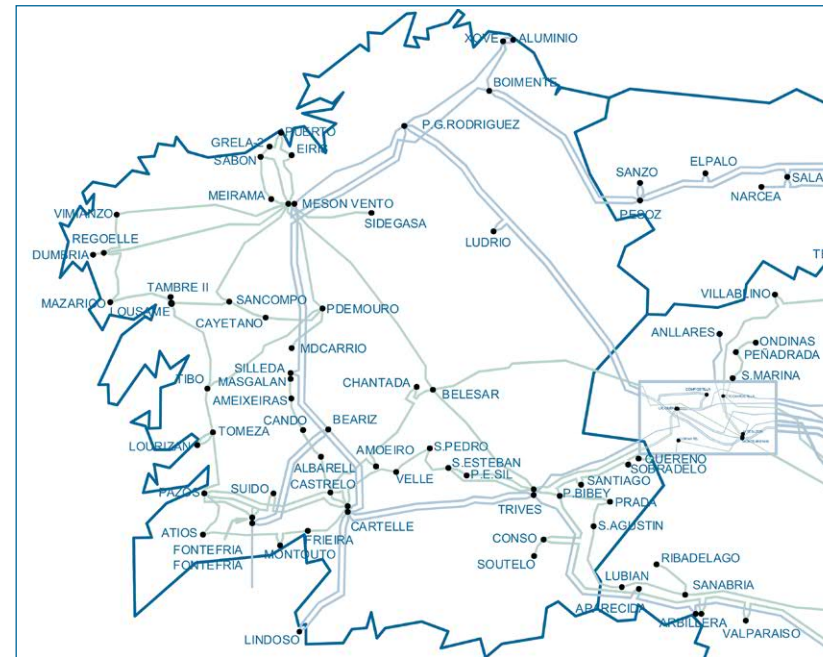 XOVE
ALUMINIO
BOIMENTE
P.G.RODRIGUEZ
PUERTO
GRELA-2
EIRIS
SABON
SANZO
ELPALO
SALA
NARCEA
PESOZ
MEIRAMA
MESON VENTO
SIDEGASA
VIMIANZO
LUDRIO
REGOELLE
DUMBRIA
TAMBRE II
MAZARICO
LOUSAME
SANCOMPO
CAYETANO
PDEMOURO
VILLABLINO
ANLLARES
ONDINAS
PEÑADRADA
S.MARINA
MDCARRIO
SILLEDA
MASGALAN
TIBO
AMEIXEIRAS
CHANTADA
BELESAR
CANDO
BEARIZ
TOMEZA
LOURIZAN
AMOEIRO
S.PEDRO
ALBARELL
VELLE
S.ESTEBAN
P.E.SIL
GUERENO
SOBRADELO
SANTIAGO
PAZOS
SUIDO
CASTRELO
TRIVES
P.BIBEY
PRADA
CARTELLE
S.AGUSTIN
ATIOS
FRIEIRA
FONTEFRIA
MONTOUTO
FONTEFRIA
CONSO
SOUTELO
RIBADELAGO
LUBIAN
SANABRIA
APARECIDA
ARBILLERA
VALPARAISO
LINDOSO